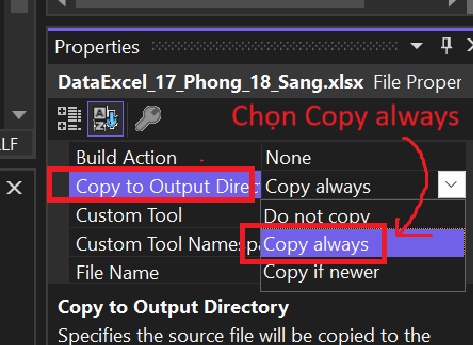 Properties
DataExcel_17_Phong_18_Sang.xlsx File Proper
Chọn Copy always
LF
Build Action None
Copy to Output Direc Copy always
Custom Tool Do not copy
Custom Tool Namespa Copy always
File Name Copy if newer
Copy to Output Directory
Specifies the source file will be copied to the